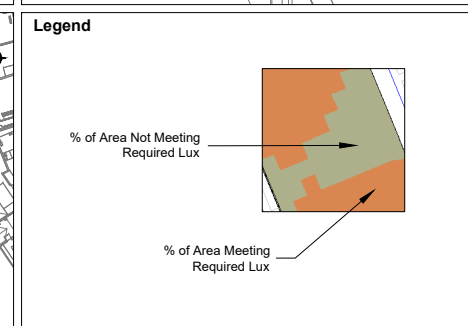 Legend
% of Area Not Meeting
Required Lux
% of Area Meeting
Required Lux